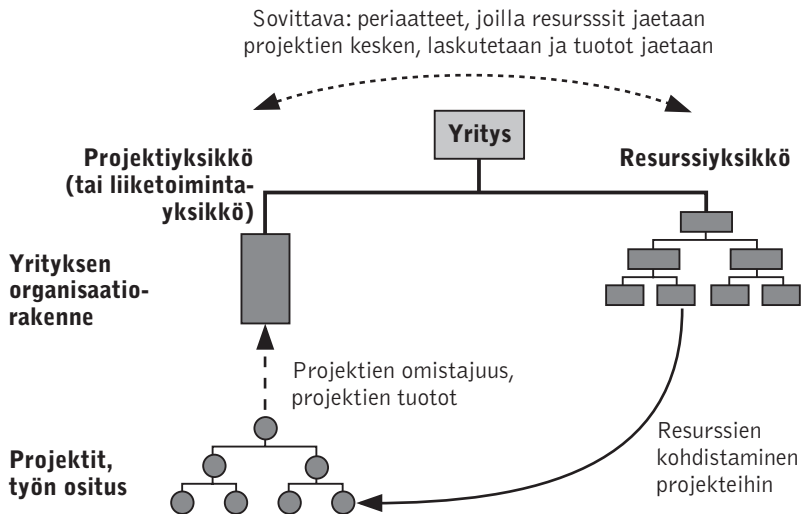 Sovittava: periaatteet, joilla resursssit jaetaan
projektien kesken, laskutetaan ja tuotot jaetaan
Yritys
Projektiyksikkö
(tai liiketoiminta-
yksikkö)
Resurssiyksikkö
Yrityksen
organisaatio-
rakenne
Projektien omistajuus,
projektien tuotot
Projektit,
työn ositus
Resurssien
kohdistaminen
projekteihin